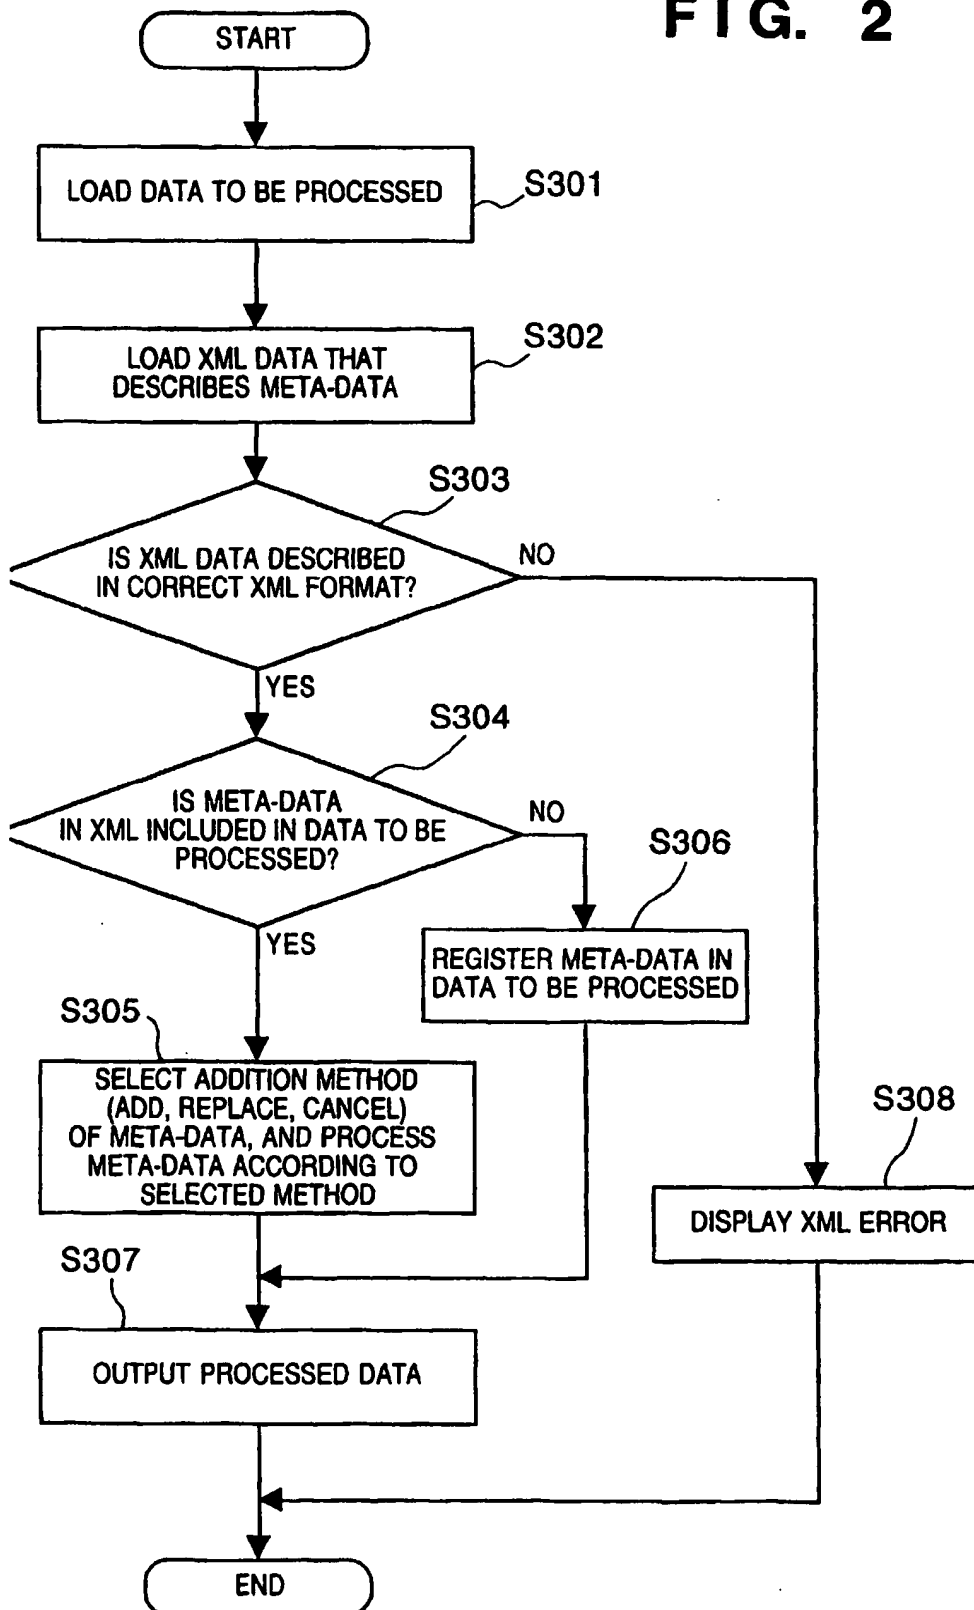 FIG. 2
START
LOAD DATA TO BE PROCESSED
S301
S302
LOAD XML DATA THAT
DESCRIBES META-DATA
S303
IS XML DATA DESCRIBED
IN CORRECT XML FORMAT?
NO
YES
S304
IS META-DATA
IN XML INCLUDED IN DATA TO BE
PROCESSED?
NO
YES
S306
REGISTER META-DATA IN
DATA TO BE PROCESSED
S305
SELECT ADDITION METHOD
(ADD, REPLACE, CANCEL)
OF META-DATA, AND PROCESS
META-DATA ACCORDING TO
SELECTED METHOD
S308
DISPLAY XML ERROR
S307
OUTPUT PROCESSED DATA
END